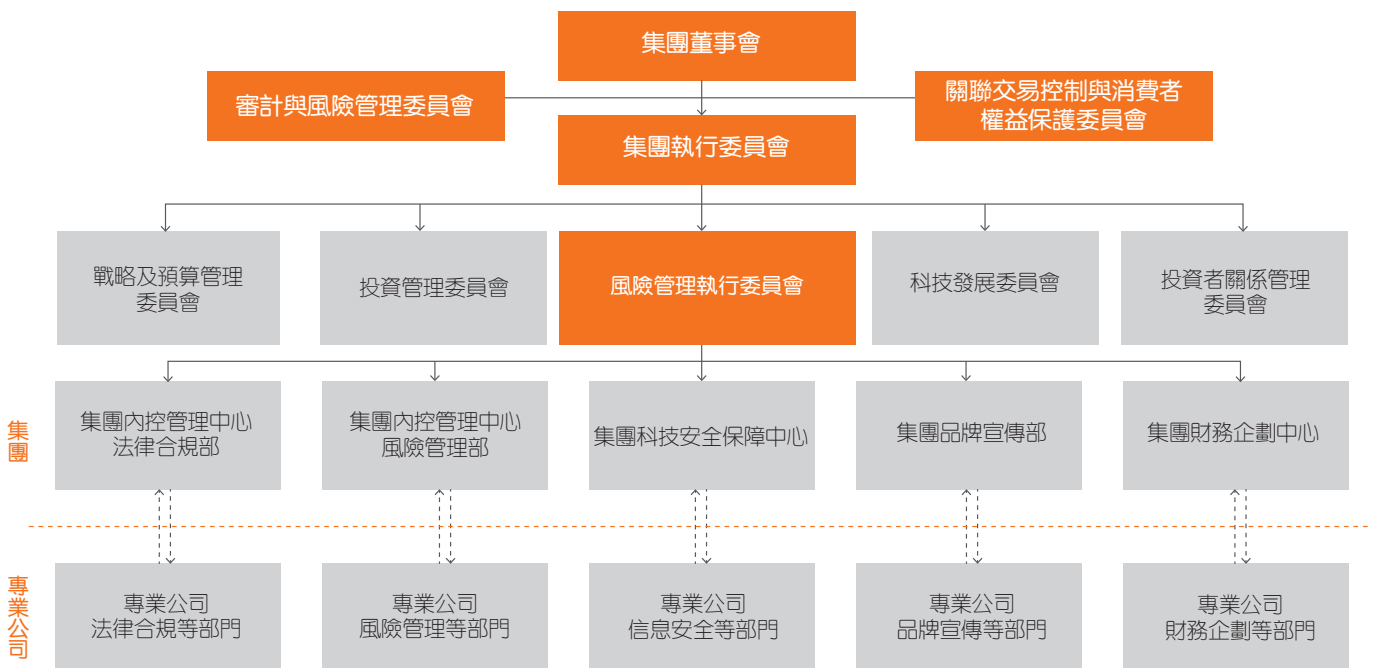 集團董事會
審計與風險管理委員會
關聯交易控制與消費者
權益保護委員會
集團執行委員會
戰略及預算管理
委員會
投資管理委員會
風險管理執行委員會
科技發展委員會
投資者關係管理
委員會
集團
集團內控管理中心
法律合規部
集團內控管理中心
風險管理部
集團科技安全保障中心
集團品牌宣傳部
集團財務企劃中心
專業公司
專業公司
法律合規等部門
專業公司
風險管理等部門
專業公司
信息安全等部門
專業公司
品牌宣傳等部門
專業公司
財務企劃等部門